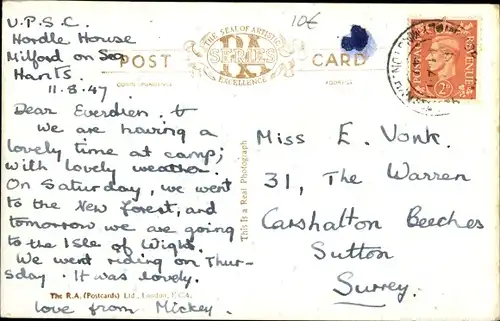 U.P.S.C.
Hordle House
Milford on Sea
Hants.
11.8.47
10€
THE SEAL OF ARTISTIC
RA
SERIES
EXCELLENCE
POST CARD
ADDRESS
REVENUE
Dear Everdien.
We are having a
lovely time at camp;
with lovely weather.
On Saturday, we went
to the New Forest, and
tomorrow we are going
to the Isle of Wight.
We went riding on Thur-
sday. It was lovely.
love from Mickey.
This is a Real Photograph
The R.A. (Postcards) Ltd., London, E.C.4.
Miss E. Vonk.
31, The Warren
Carshalton Beeches
Sutton
Surrey.